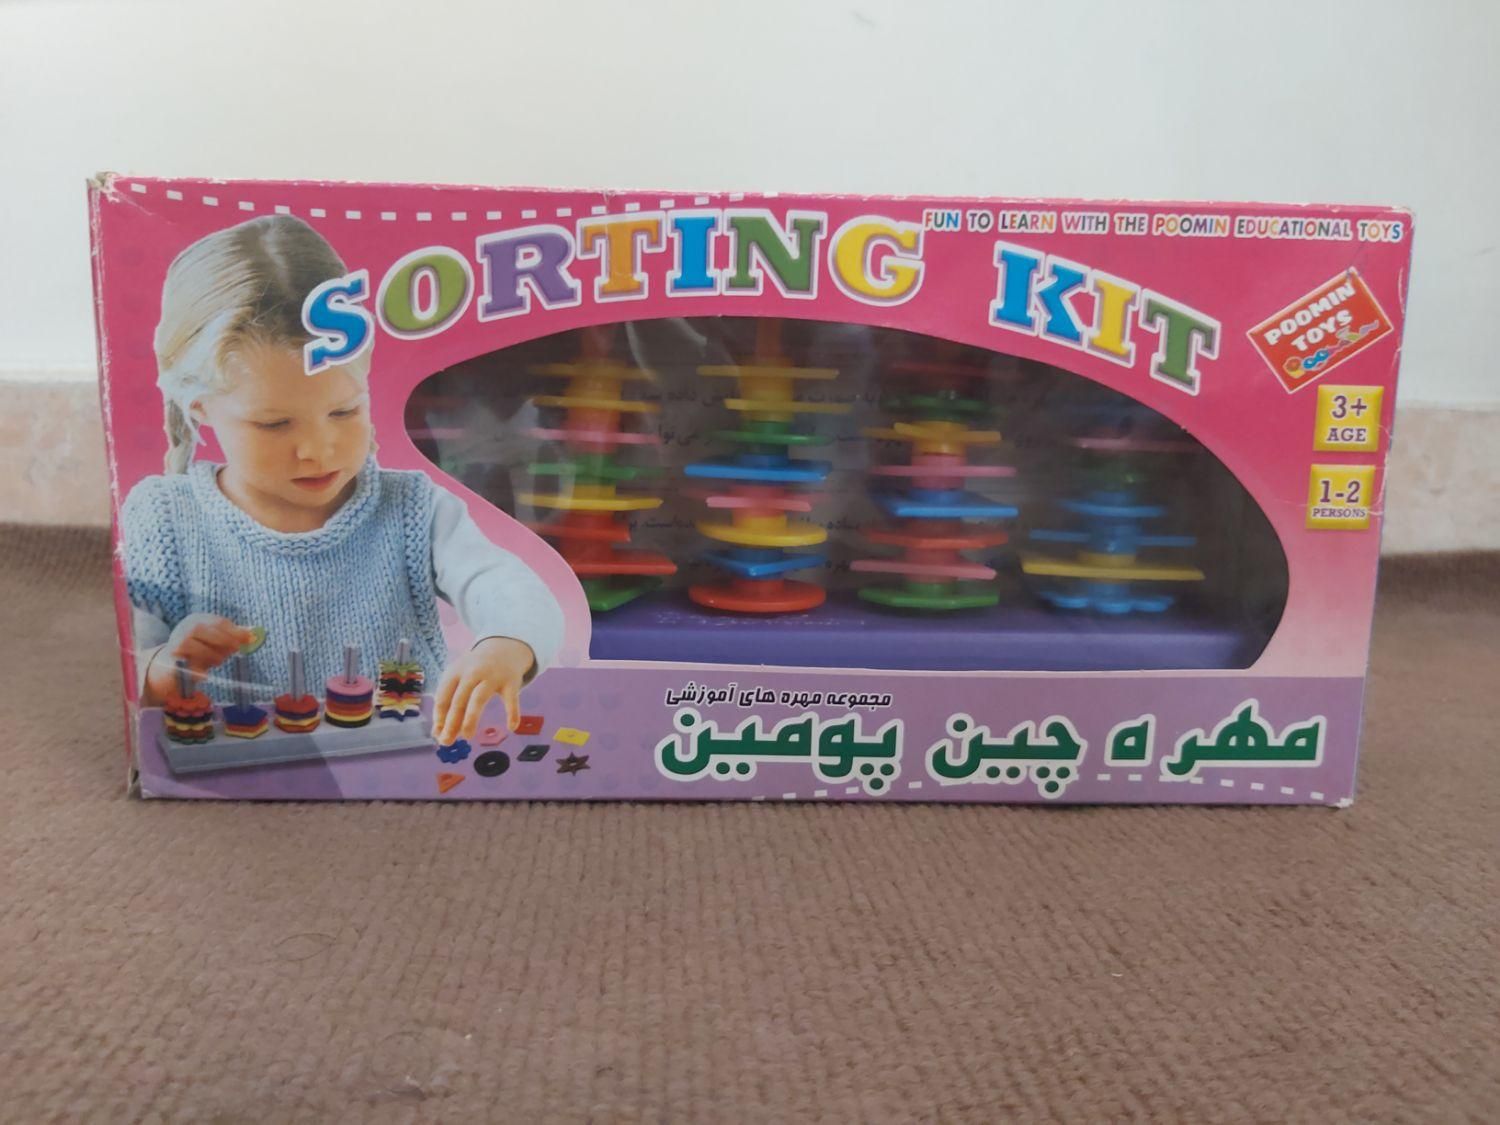 FUN TO LEARN WITH THE POOMIN EDUCATIONAL TOYS
SORTING KIT
POOMIN
TOYS
3+
AGE
1-2
PERSONS
مجموعه مهره های آموزشی
مهره چین پومین